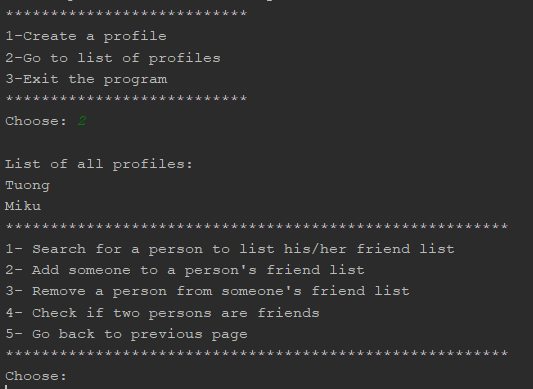 ***************************
1-Create a profile
2-Go to list of profiles
3-Exit the program
***************************
Choose: 2
List of all profiles:
Tuong
Miku
********************************************************
1- Search for a person to list his/her friend list
2- Add someone to a person's friend list
3- Remove a person from someone's friend list
4- Check if two persons are friends
5- Go back to previous page
********************************************************
Choose: